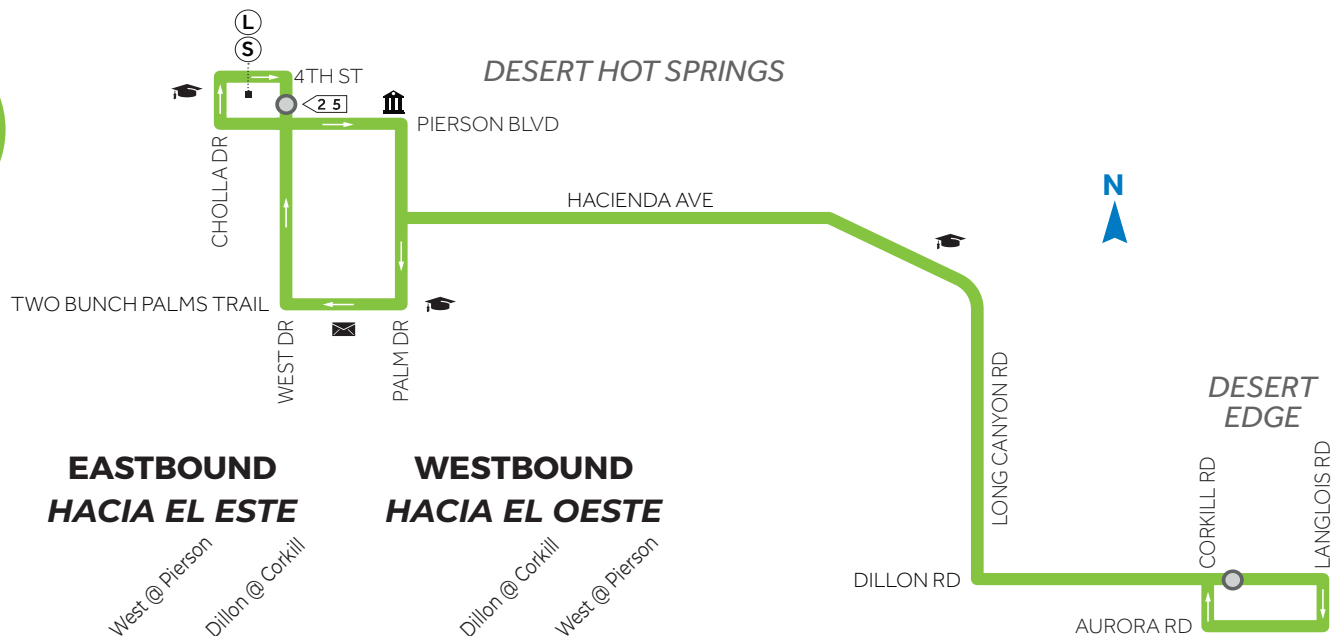 L
S
4TH ST
DESERT HOT SPRINGS
2 5
PIERSON BLVD
CHOLLA DR
HACIENDA AVE
N
TWO BUNCH PALMS TRAIL
WEST DR
PALM DR
LONG CANYON RD
DESERT
EDGE
CORKILL RD
LANGLOIS RD
DILLON RD
AURORA RD
EASTBOUND
HACIA EL ESTE
West @ Pierson
Dillon @ Corkill
WESTBOUND
HACIA EL OESTE
Dillon @ Corkill
West @ Pierson